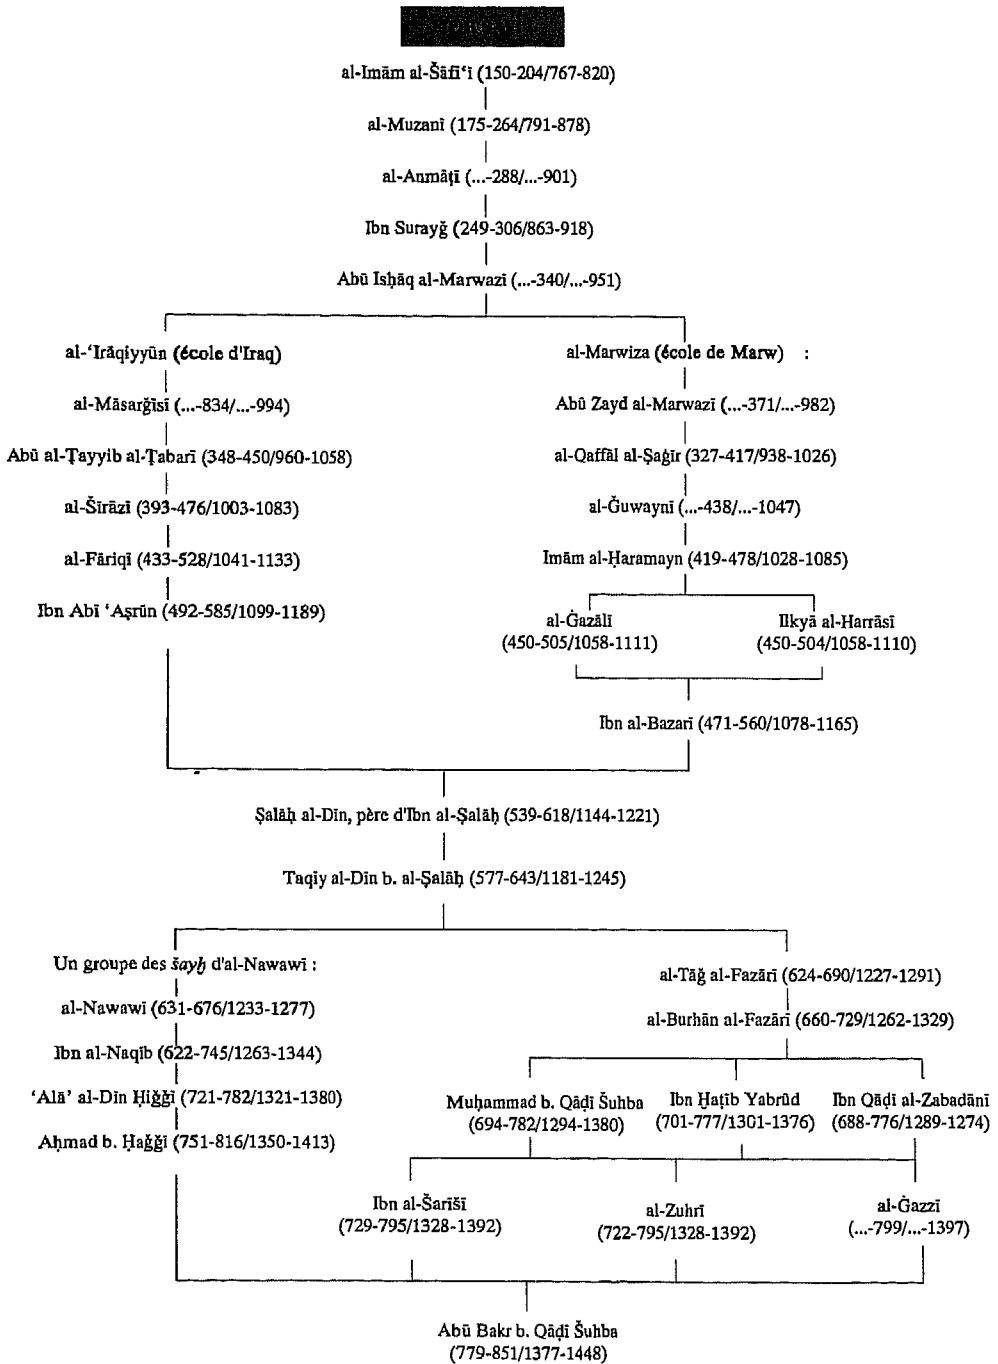 al-Imām al-Šāfi‘ī (150-204/767-820)
al-Muzanī (175-264/791-878)
al-Anmāṭī (...-288/...-901)
Ibn Surayğ (249-306/863-918)
Abū Isḥāq al-Marwazī (...-340/...-951)
al-‘Irāqiyyūn (école d'Iraq)
al-Māsarğīsī (...-834/...-994)
Abū al-Ṭayyib al-Ṭabarī (348-450/960-1058)
al-Šīrāzī (393-476/1003-1083)
al-Fāriqī (433-528/1041-1133)
Ibn Abī ‘Aṣrūn (492-585/1099-1189)
al-Marwiza (école de Marw) :
Abū Zayd al-Marwazī (...-371/...-982)
al-Qaffāl al-Ṣaġīr (327-417/938-1026)
al-Ğuwaynī (...-438/...-1047)
Imām al-Ḥaramayn (419-478/1028-1085)
al-Ġazālī
(450-505/1058-1111)
Ilkyā al-Harrāsī
(450-504/1058-1110)
Ibn al-Bazarī (471-560/1078-1165)
Ṣalāḥ al-Dīn, père d'Ibn al-Ṣalāḥ (539-618/1144-1221)
Taqiy al-Dīn b. al-Ṣalāḥ (577-643/1181-1245)
Un groupe des šayḫ d'al-Nawawī :
al-Nawawī (631-676/1233-1277)
Ibn al-Naqīb (622-745/1263-1344)
‘Alā’ al-Dīn Ḥiğğī (721-782/1321-1380)
Aḥmad b. Ḥağğī (751-816/1350-1413)
al-Tāğ al-Fazārī (624-690/1227-1291)
al-Burhān al-Fazārī (660-729/1262-1329)
Muḥammad b. Qāḍī Šuhba
(694-782/1294-1380)
Ibn Ḫaṭīb Yabrūd
(701-777/1301-1376)
Ibn Qāḍī al-Zabadānī
(688-776/1289-1274)
Ibn al-Šarīšī
(729-795/1328-1392)
al-Zuhrī
(722-795/1328-1392)
al-Ġazzī
(...-799/...-1397)
Abū Bakr b. Qāḍī Šuhba
(779-851/1377-1448)